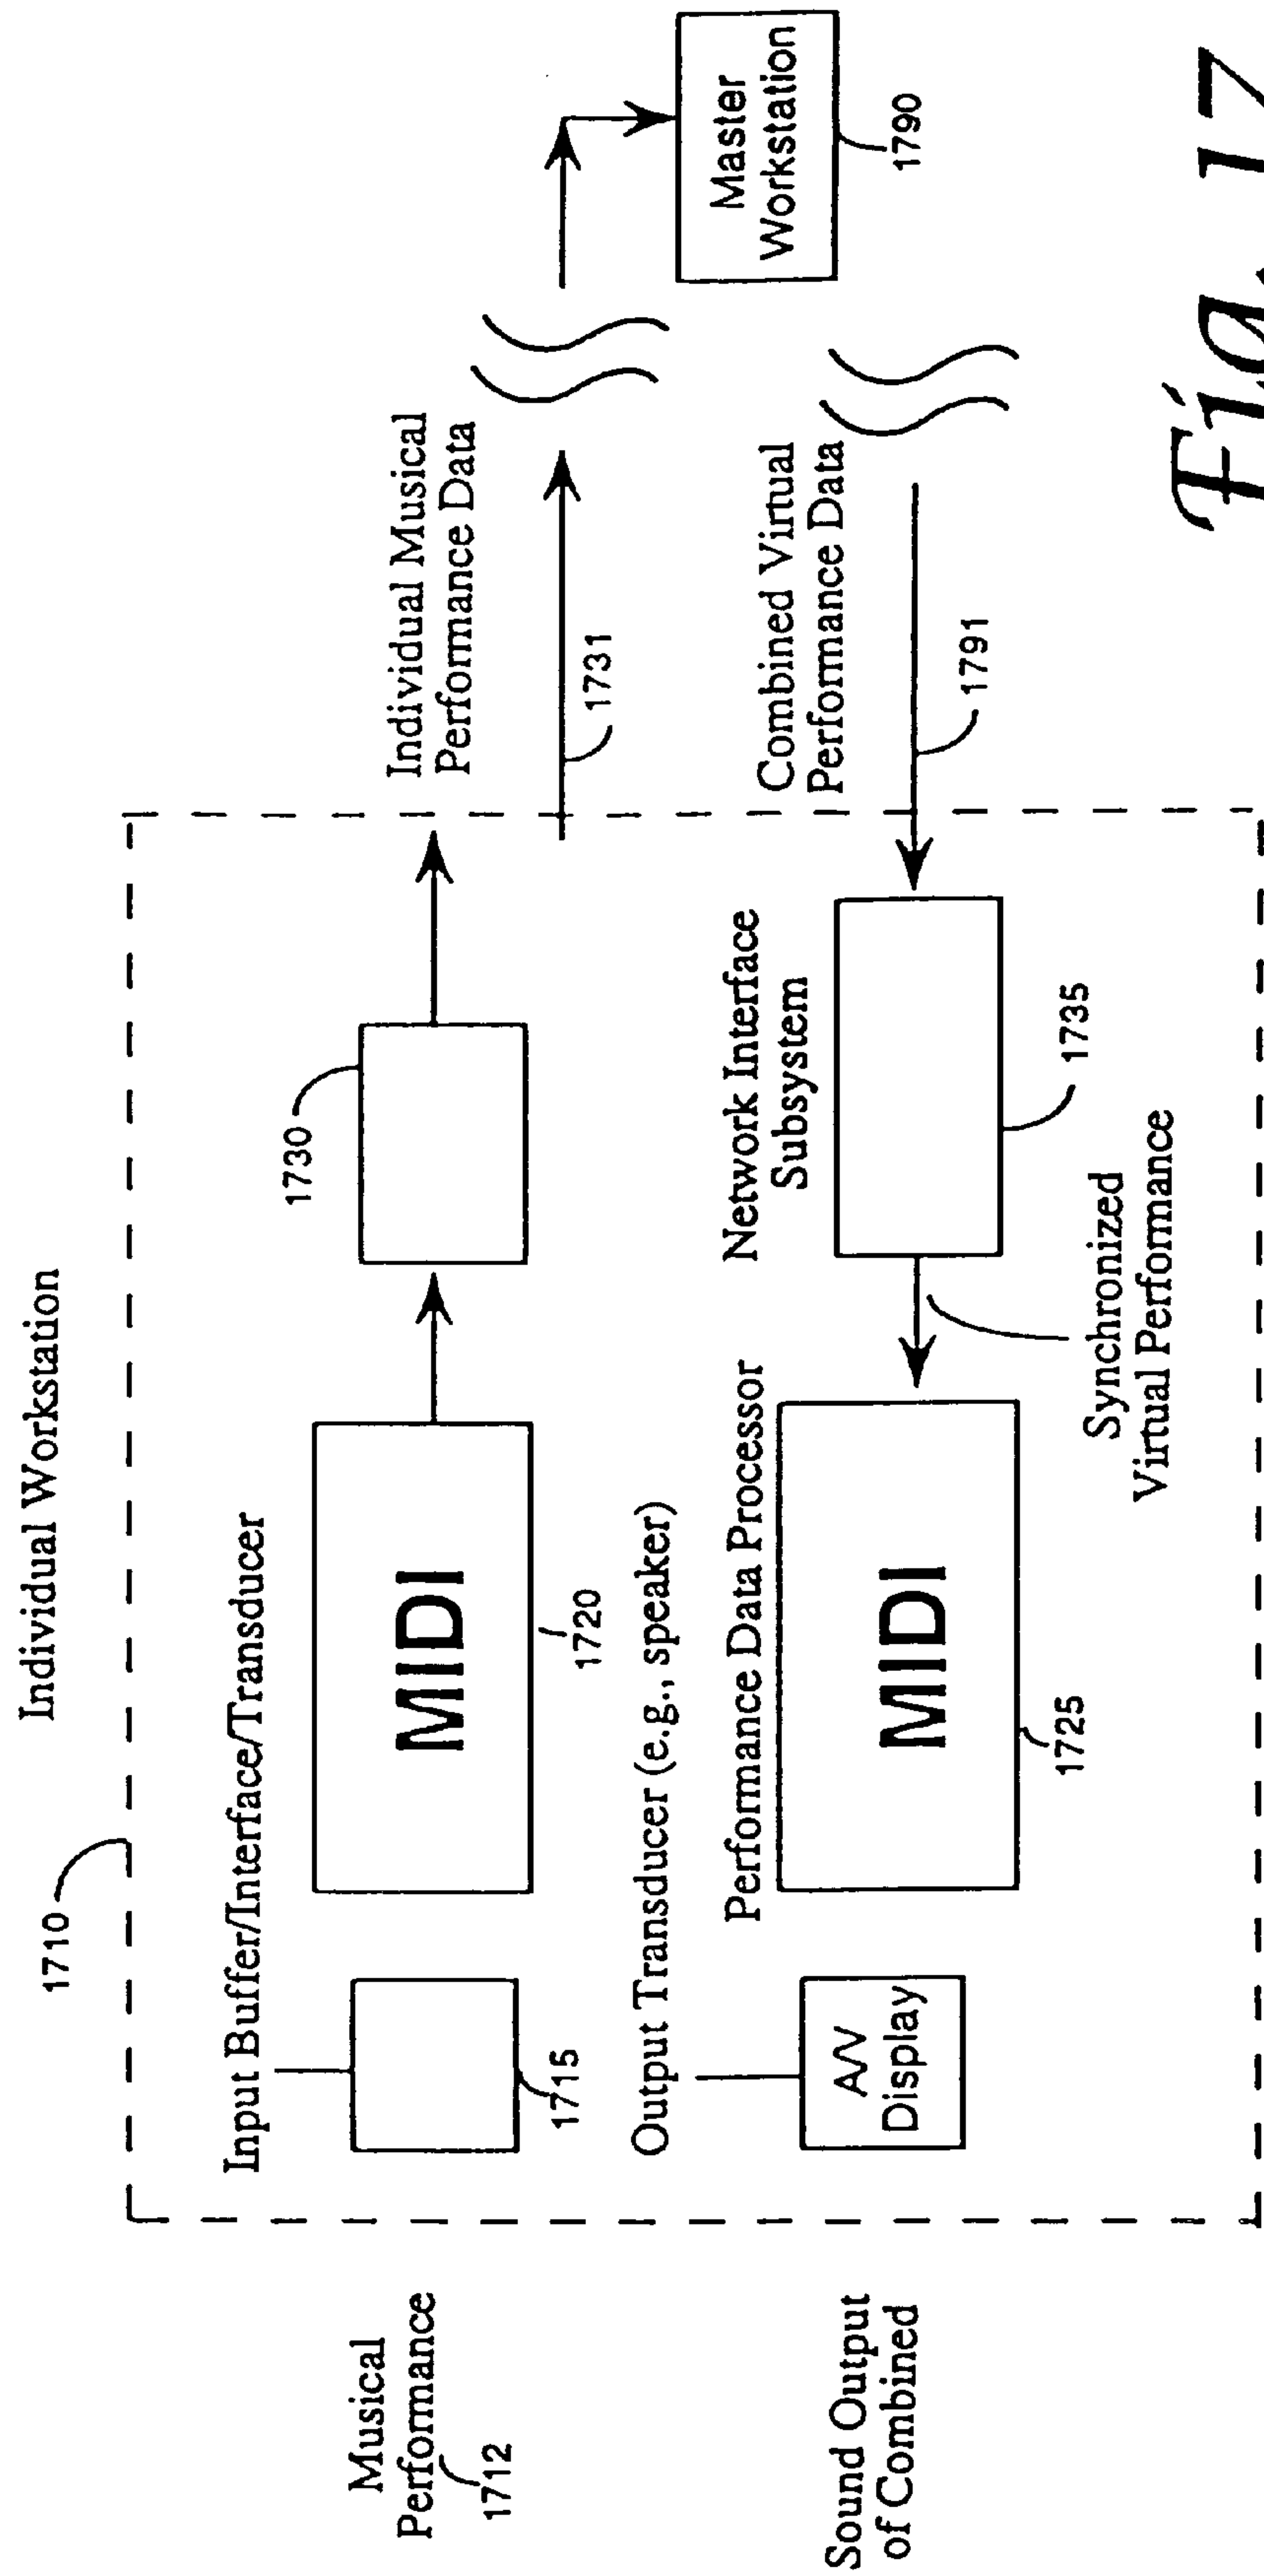 Individual Workstation
1710
Input Buffer/Interface/Transducer
1730
Individual Musical
Performance Data
Musical
Performance
1712
1715
MIDI
1720
1731
Master
Workstation
1790
Output Transducer (e.g., speaker)
Performance Data Processor
Network Interface
Subsystem
Combined Virtual
Performance Data
Sound Output
of Combined
A/V
Display
MIDI
1725
1735
1791
Synchronized
Virtual Performance
Fig. 17